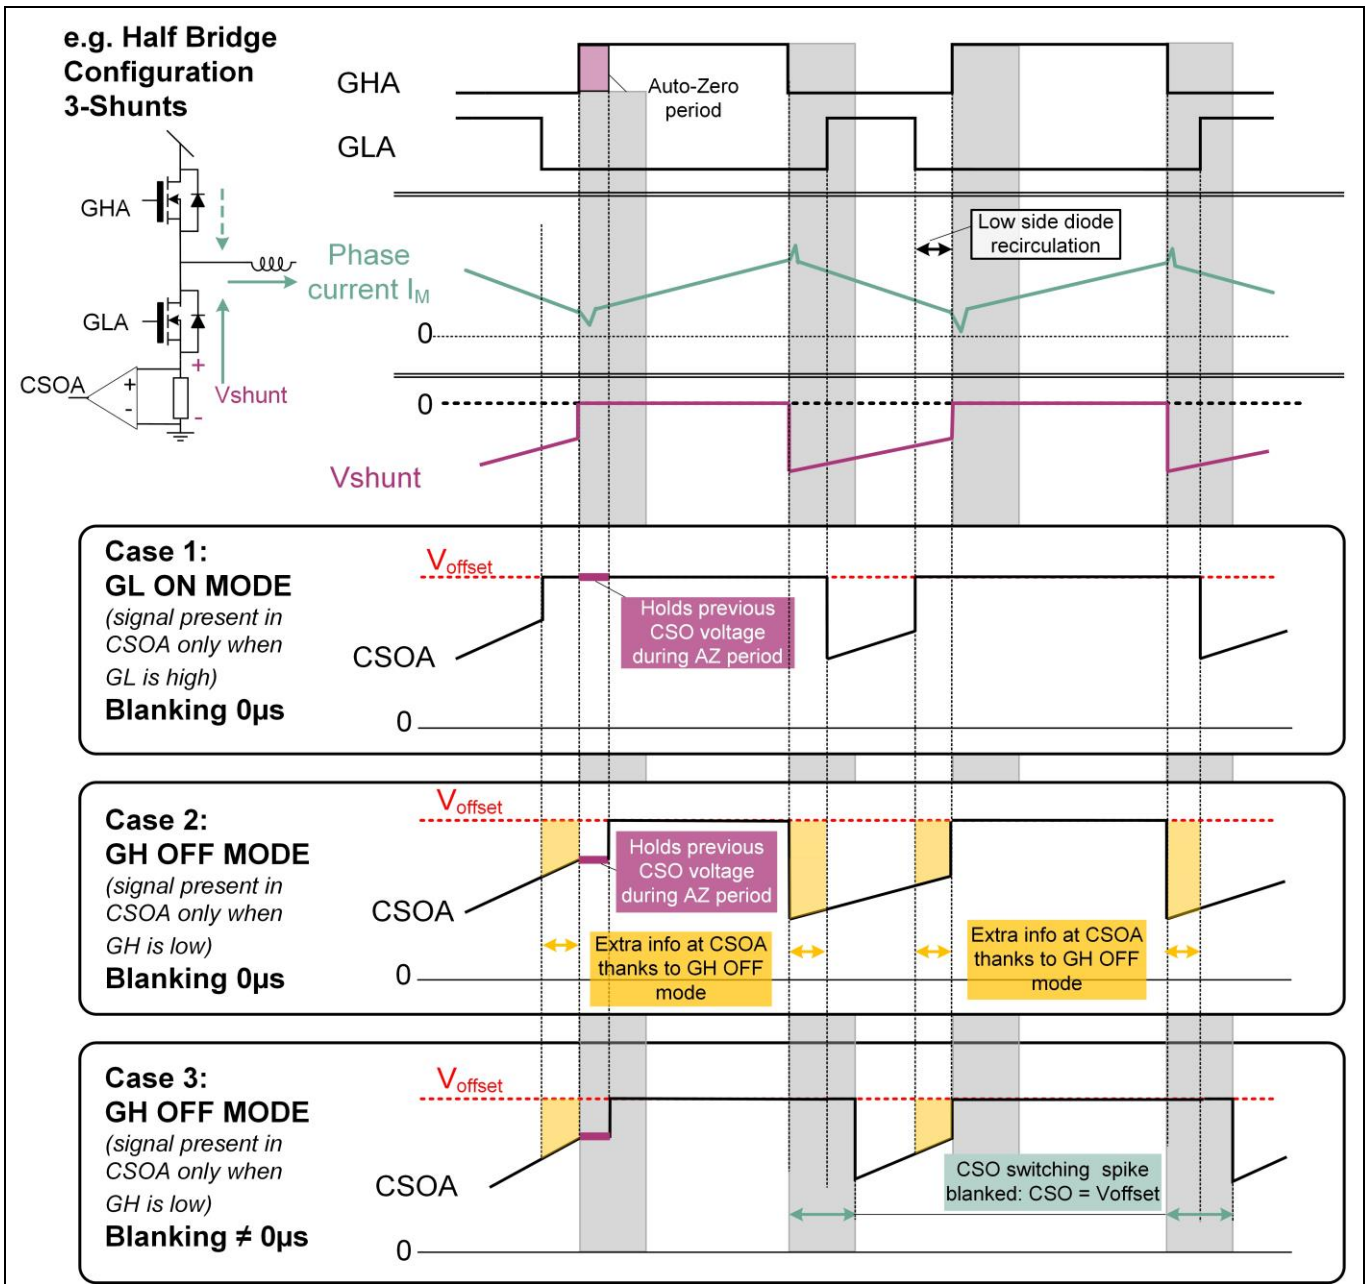 e.g. Half Bridge
Configuration
3-Shunts
GHA
Auto-Zero
period
GLA
GHA
Low side diode
recirculation
Phase
current I_M
GLA
0
+
CSOA
+
-
Vshunt
-
0
Vshunt
Case 1:
GL ON MODE
(signal present in
CSOA only when
GL is high)
Blanking 0µs
V_offset
Holds previous
CSO voltage
during AZ period
CSOA
0
Case 2:
GH OFF MODE
(signal present in
CSOA only when
GH is low)
Blanking 0µs
V_offset
Holds previous
CSO voltage
during AZ period
CSOA
Extra info at CSOA
thanks to GH OFF
mode
Extra info at CSOA
thanks to GH OFF
mode
0
Case 3:
GH OFF MODE
(signal present in
CSOA only when
GH is low)
Blanking ≠ 0µs
V_offset
CSOA
CSO switching spike
blanked: CSO = Voffset
0